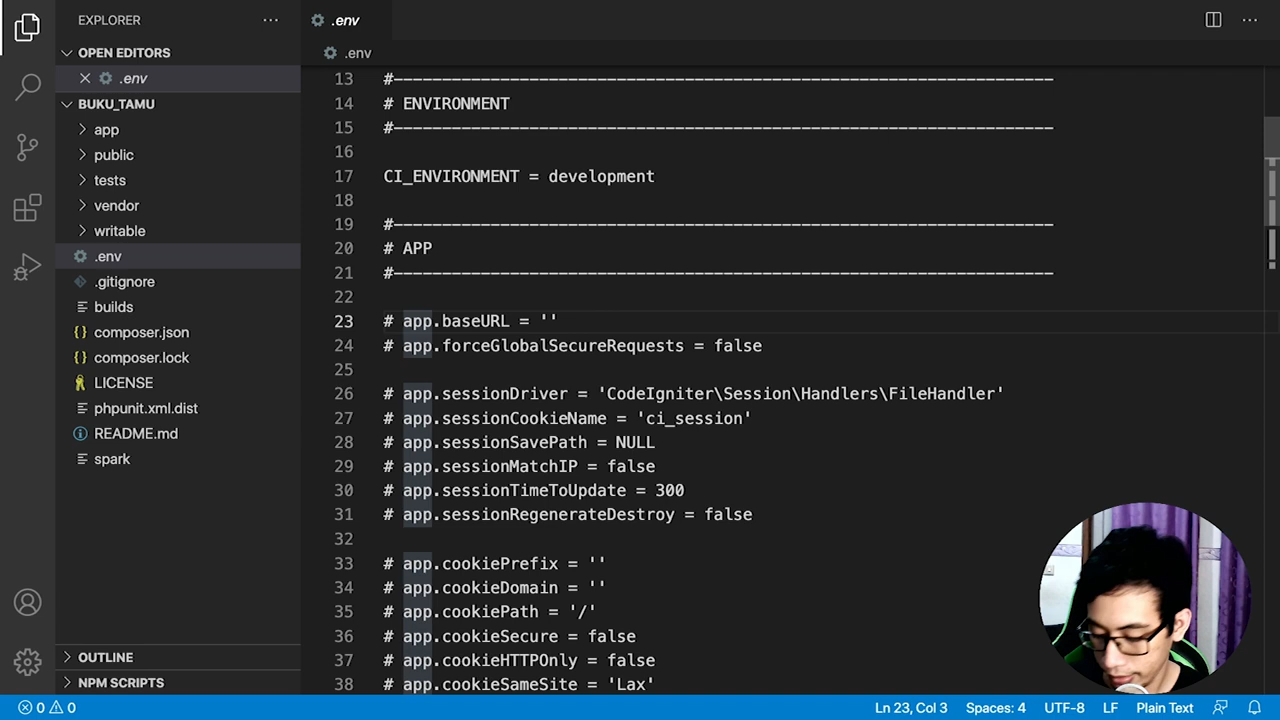 EXPLORER
OPEN EDITORS
.env
BUKU_TAMU
app
public
tests
vendor
writable
.env
.gitignore
builds
composer.json
composer.lock
LICENSE
phpunit.xml.dist
README.md
spark
OUTLINE
NPM SCRIPTS
.env
.env
13 #--------------------------------------------------------------------
14 # ENVIRONMENT
15 #--------------------------------------------------------------------
16
17 CI_ENVIRONMENT = development
18
19 #--------------------------------------------------------------------
20 # APP
21 #--------------------------------------------------------------------
22
23 # app.baseURL = ''
24 # app.forceGlobalSecureRequests = false
25
26 # app.sessionDriver = 'CodeIgniter\Session\Handlers\FileHandler'
27 # app.sessionCookieName = 'ci_session'
28 # app.sessionSavePath = NULL
29 # app.sessionMatchIP = false
30 # app.sessionTimeToUpdate = 300
31 # app.sessionRegenerateDestroy = false
32
33 # app.cookiePrefix = ''
34 # app.cookieDomain = ''
35 # app.cookiePath = '/'
36 # app.cookieSecure = false
37 # app.cookieHTTPOnly = false
38 # app.cookieSameSite = 'Lax'
0 0 Ln 23, Col 3 Spaces: 4 UTF-8 LF Plain Text